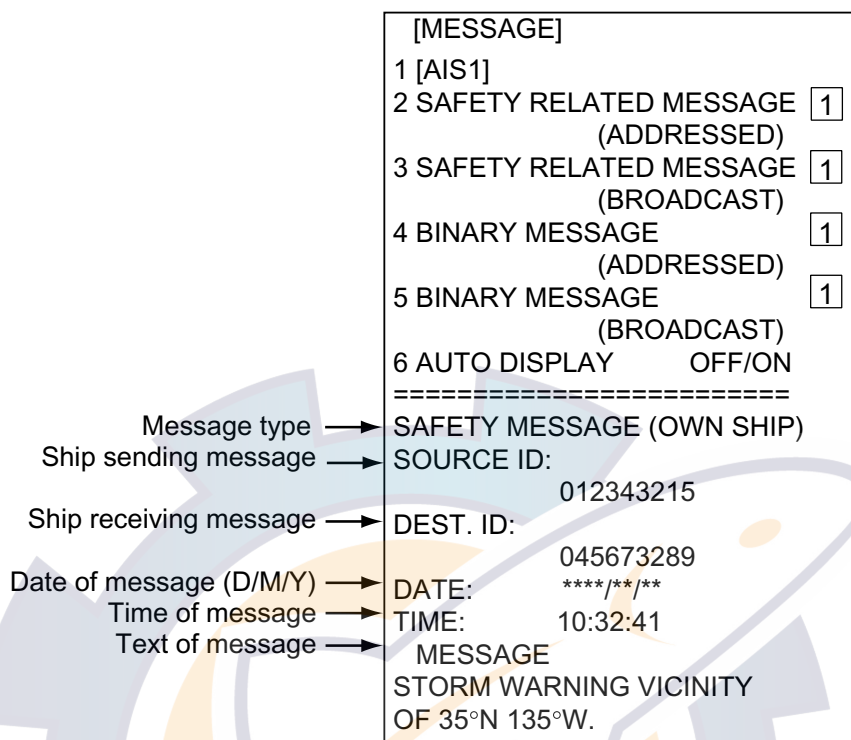 [MESSAGE]
1 [AIS1]
2 SAFETY RELATED MESSAGE 1
(ADDRESSED)
3 SAFETY RELATED MESSAGE 1
(BROADCAST)
4 BINARY MESSAGE 1
(ADDRESSED)
5 BINARY MESSAGE 1
(BROADCAST)
6 AUTO DISPLAY OFF/ON
=========================
Message type SAFETY MESSAGE (OWN SHIP)
Ship sending message SOURCE ID:
012343215
Ship receiving message DEST. ID:
045673289
Date of message (D/M/Y) DATE: ****/**/**
Time of message TIME: 10:32:41
Text of message MESSAGE
STORM WARNING VICINITY
OF 35°N 135°W.